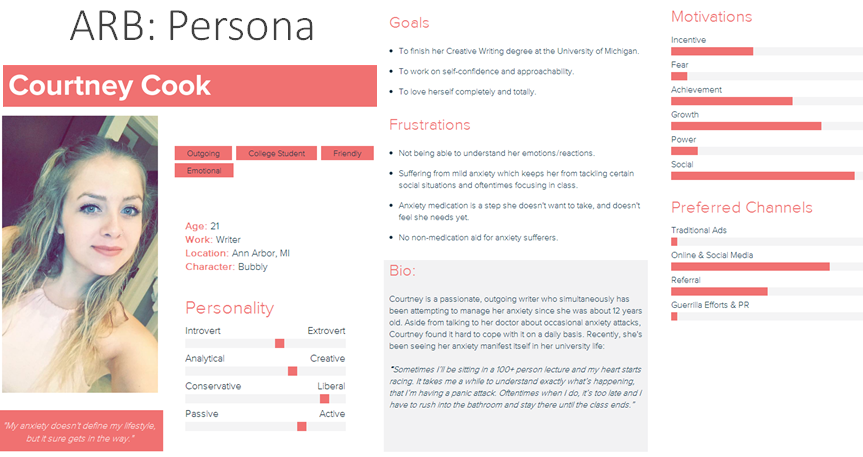 ARB: Persona
Courtney Cook
Outgoing
College Student
Friendly
Emotional
Age: 21
Work: Writer
Location: Ann Arbor, MI
Character: Bubbly
Personality
Introvert Extrovert
Analytical Creative
Conservative Liberal
Passive Active
"My anxiety doesn't define my lifestyle,
but it sure gets in the way."
Goals
• To finish her Creative Writing degree at the University of Michigan.
• To work on self-confidence and approachability.
• To love herself completely and totally.
Frustrations
• Not being able to understand her emotions/reactions.
• Suffering from mild anxiety which keeps her from tackling certain
social situations and oftentimes focusing in class.
• Anxiety medication is a step she doesn't want to take, and doesn't
feel she needs yet.
• No non-medication aid for anxiety sufferers.
Bio:
Courtney is a passionate, outgoing writer who simultaneously has
been attempting to manage her anxiety since she was about 12 years
old. Aside from talking to her doctor about occasional anxiety attacks,
Courtney found it hard to cope with it on a daily basis. Recently, she's
been seeing her anxiety manifest itself in her university life:
"Sometimes I'll be sitting in a 100+ person lecture and my heart starts
racing. It takes me a while to understand exactly what's happening,
that I'm having a panic attack. Oftentimes when I do, it's too late and I
have to rush into the bathroom and stay there until the class ends."
Motivations
Incentive
Fear
Achievement
Growth
Power
Social
Preferred Channels
Traditional Ads
Online & Social Media
Referral
Guerrilla Efforts & PR